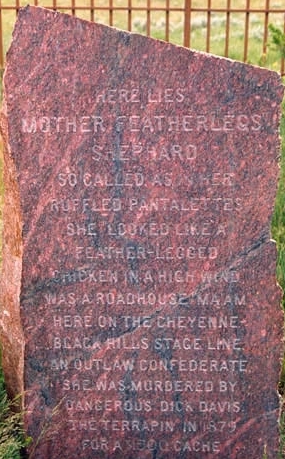 HERE LIES
MOTHER FEATHERLEGS
SHEPHARD
SO CALLED AS IN HER
RUFFLED PANTALETTES
SHE LOOKED LIKE A
FEATHER-LEGGED
CHICKEN IN A HIGH WIND
WAS A ROADHOUSE MA'AM
HERE ON THE CHEYENNE-
BLACK HILLS STAGE LINE
AN OUTLAW CONFEDERATE
SHE WAS MURDERED BY
DANGEROUS DICK DAVIS
THE TERRAPIN IN 1879
FOR A CACHE